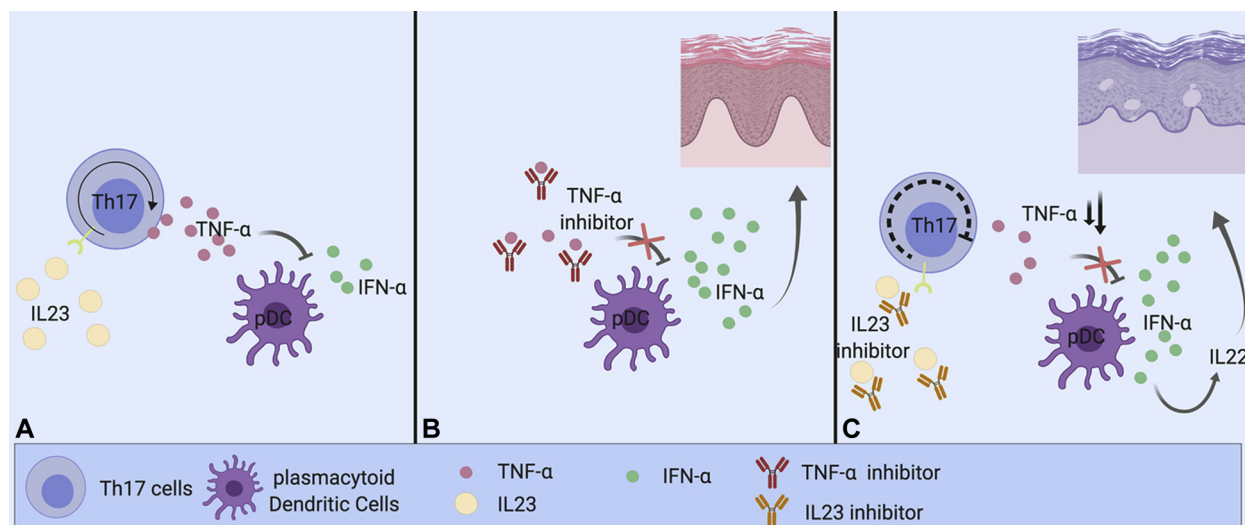 Th17
TNF-α
IL23
pDC
IFN-α
A
TNF-α
inhibitor
pDC
IFN-α
B
Th17
TNF-α
IL23
inhibitor
pDC
IFN-α
IL22
C
Th17 cells
plasmacytoid
Dendritic Cells
TNF-α
IL23
IFN-α
TNF-α inhibitor
IL23 inhibitor